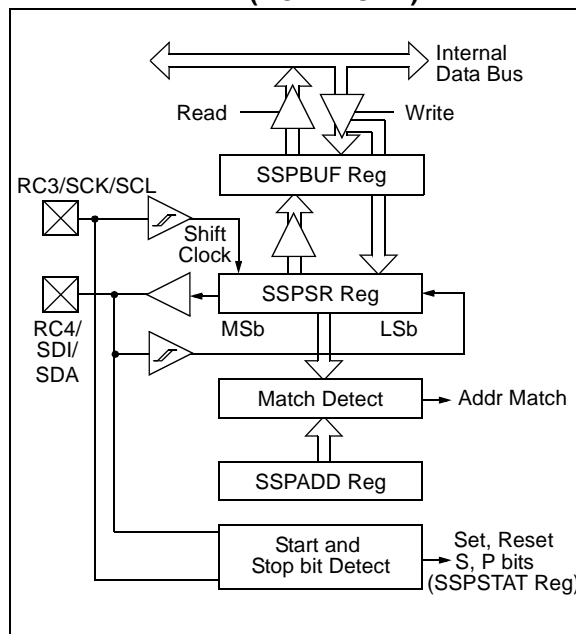 Internal
Data Bus
Read
Write
SSPBUF Reg
RC3/SCK/SCL
Shift
Clock
SSPSR Reg
MSb
LSb
RC4/
SDI/
SDA
Match Detect
Addr Match
SSPADD Reg
Start and
Stop bit Detect
Set, Reset
S, P bits
(SSPSTAT Reg)